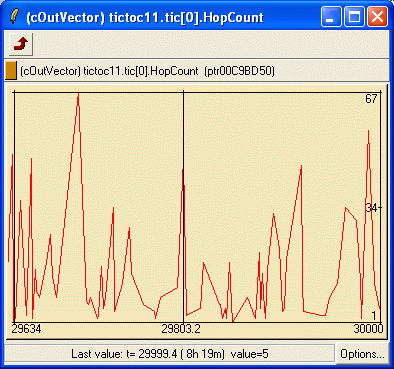 (cOutVector) tictoc11.tic[0].HopCount
(cOutVector) tictoc11.tic[0].HopCount (ptr00C9BD50)
67
34
1
29634 29803.2 30000
Last value: t= 29999.4 ( 8h 19m) value=5 Options...